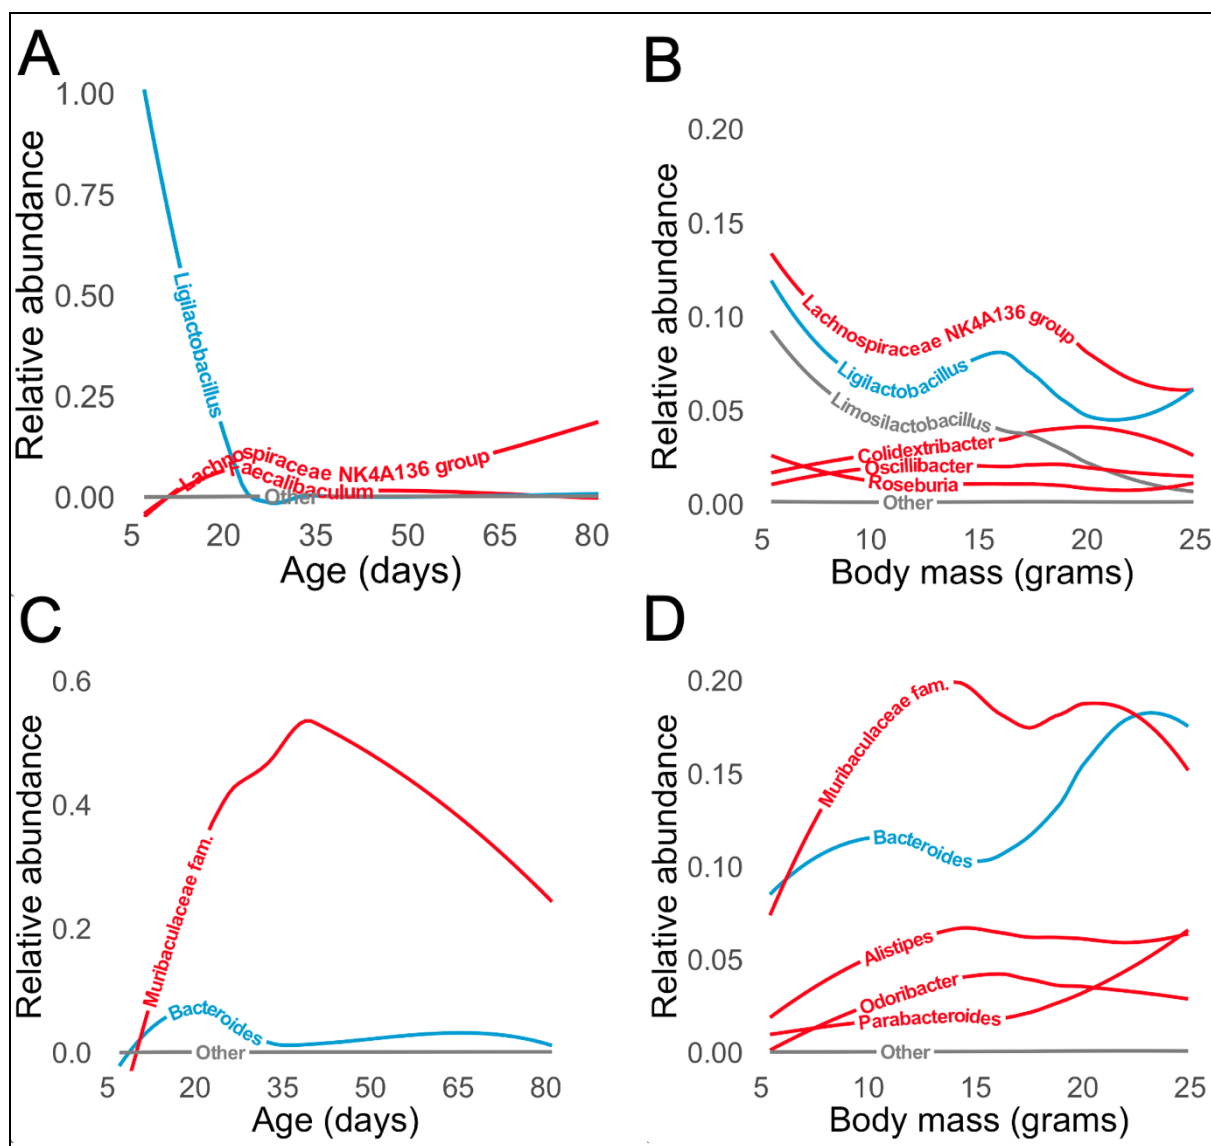 A
Relative abundance
1.00
0.75
0.50
0.25
0.00
Ligilactobacillus
Lachnospiraceae NK4A136 group
Faecalibaculum
Other
5 20 35 50 65 80
Age (days)
B
Relative abundance
0.20
0.15
0.10
0.05
0.00
Lachnospiraceae NK4A136 group
Ligilactobacillus
Limosilactobacillus
Colidextribacter
Oscillibacter
Roseburia
Other
5 10 15 20 25
Body mass (grams)
C
Relative abundance
0.6
0.4
0.2
0.0
Muribaculaceae fam.
Bacteroides
Other
5 20 35 50 65 80
Age (days)
D
Relative abundance
0.20
0.15
0.10
0.05
0.00
Muribaculaceae fam.
Bacteroides
Alistipes
Odoribacter
Parabacteroides
Other
5 10 15 20 25
Body mass (grams)